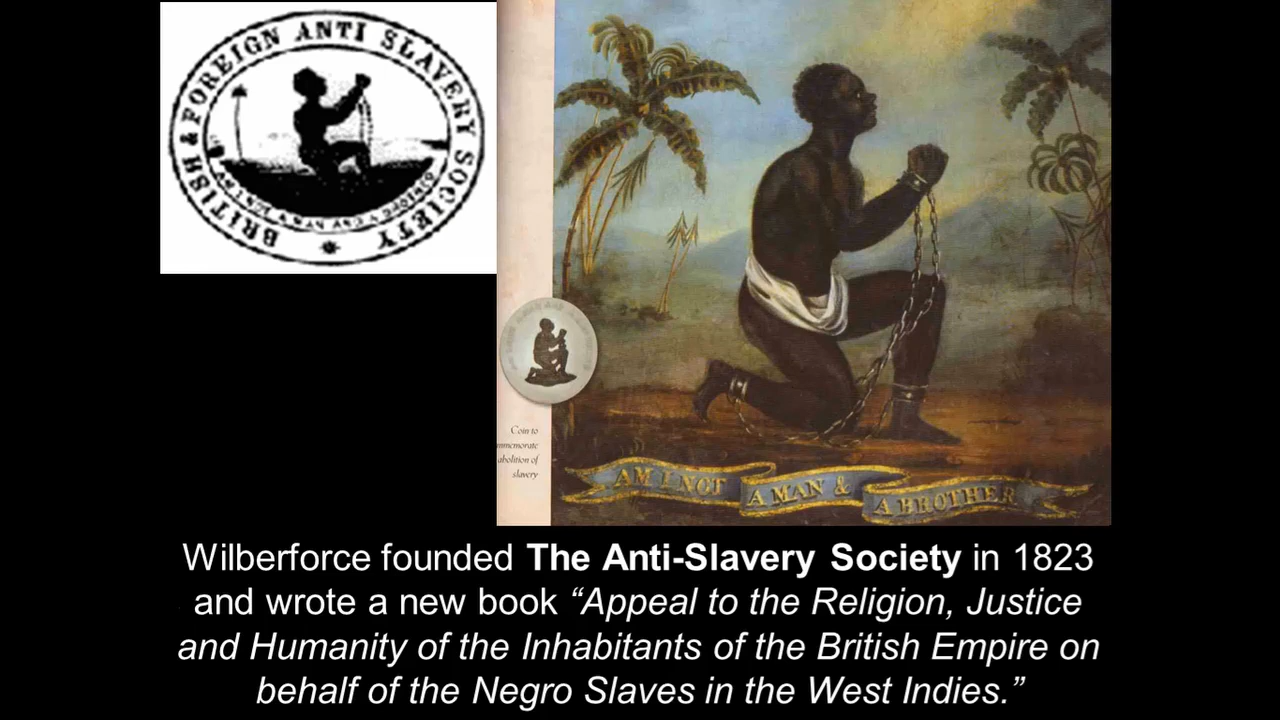 BRITISH & FOREIGN ANTI SLAVERY SOCIETY
Coin to
mmemorate
abolition of
slavery
AM I NOT A MAN & A BROTHER
Wilberforce founded The Anti-Slavery Society in 1823
and wrote a new book “Appeal to the Religion, Justice
and Humanity of the Inhabitants of the British Empire on
behalf of the Negro Slaves in the West Indies.”